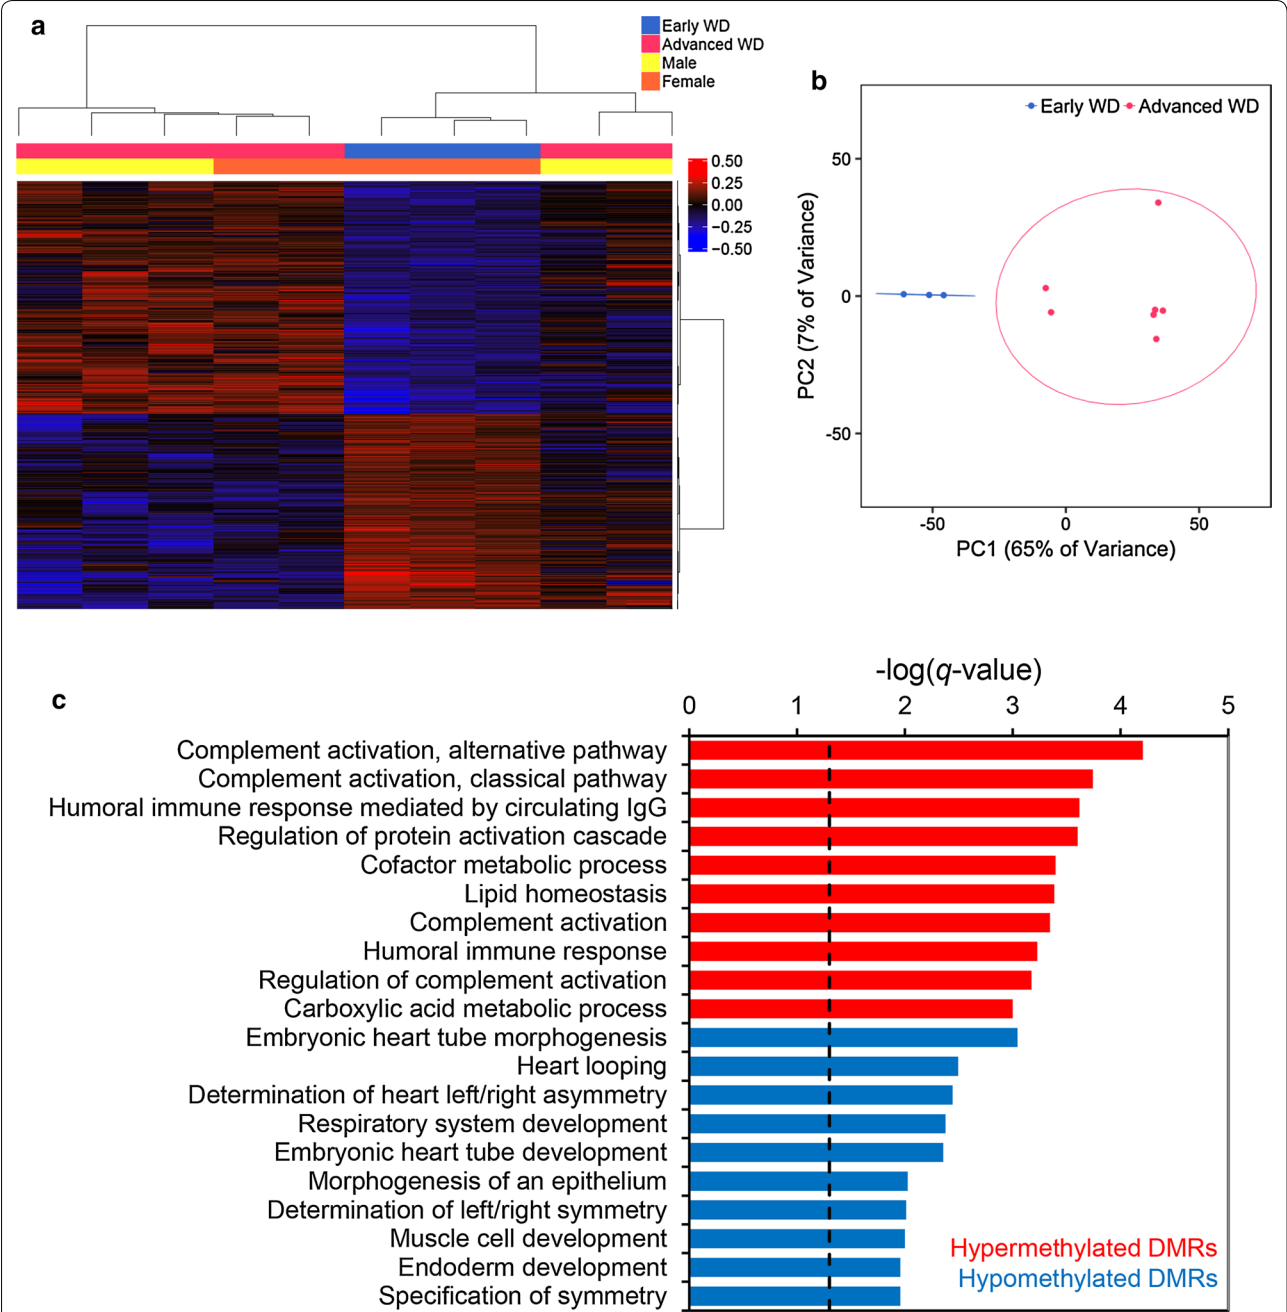 a
Early WD
Advanced WD
Male
Female
0.50
0.25
0.00
−0.25
−0.50
b
Early WD Advanced WD
50
0
-50
PC2 (7% of Variance)
-50 0 50
PC1 (65% of Variance)
c
-log(q-value)
0 1 2 3 4 5
Complement activation, alternative pathway
Complement activation, classical pathway
Humoral immune response mediated by circulating IgG
Regulation of protein activation cascade
Cofactor metabolic process
Lipid homeostasis
Complement activation
Humoral immune response
Regulation of complement activation
Carboxylic acid metabolic process
Embryonic heart tube morphogenesis
Heart looping
Determination of heart left/right asymmetry
Respiratory system development
Embryonic heart tube development
Morphogenesis of an epithelium
Determination of left/right symmetry
Muscle cell development
Endoderm development
Specification of symmetry
Hypermethylated DMRs
Hypomethylated DMRs